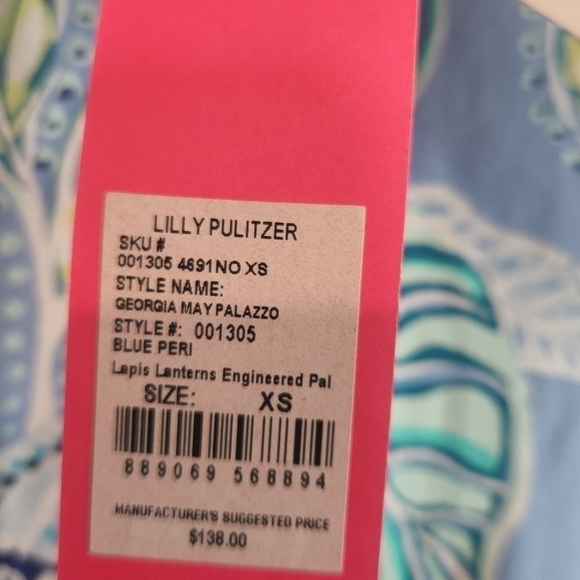 LILLY PULITZER
SKU #
001305 4691NO XS
STYLE NAME:
GEORGIA MAY PALAZZO
STYLE #: 001305
BLUE PERI
Lapis Lanterns Engineered Pal
SIZE: XS
889069 568894
MANUFACTURER'S SUGGESTED PRICE
$138.00